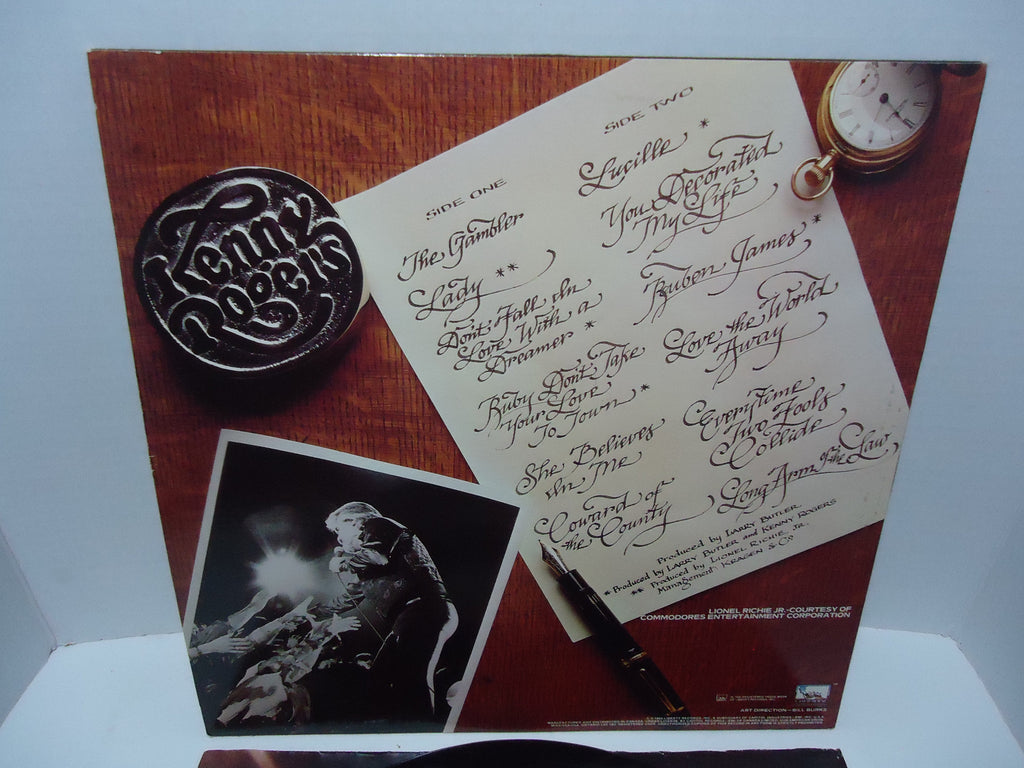 Kenny
Rogers
SIDE ONE
The Gambler
Lady **
Don't Fall In
Love With a
Dreamer *
Ruby Don't Take
Your Love
To Town *
She Believes
In Me
Coward of
the County
SIDE TWO
Lucille *
You Decorated
My Life
Ruben James *
Love the World
Away
Everytime
Two Fools
Collide
Long Arm of the Law
Produced by LARRY BUTLER
*Produced by LARRY BUTLER and KENNY ROGERS
** Produced by LIONEL RICHIE, JR.
Management: KRAGEN & Co
LIONEL RICHIE JR.-COURTESY OF
COMMODORES ENTERTAINMENT CORPORATION
ART DIRECTION—BILL BURKS